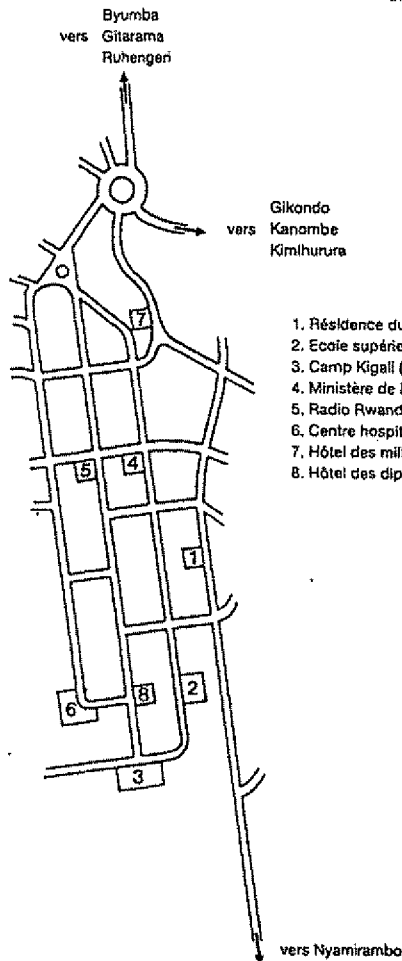 Byumba
vers Gitarama
Ruhengeri
Gikondo
vers Kanombe
Kimihurura
7
1. Résidence du
2. Ecole supérie
3. Camp Kigali (
4. Ministère de
5. Radio Rwand
6. Centre hospit
7. Hôtel des mil
8. Hôtel des dip
5
4
1
2
6
8
3
vers Nyamirambo